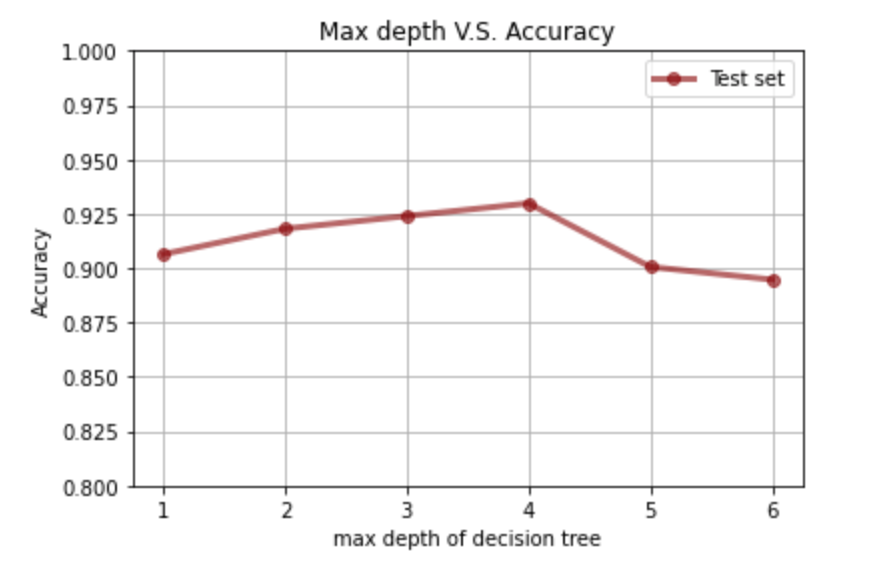 Max depth V.S. Accuracy
1.000
0.975
0.950
0.925
0.900
0.875
0.850
0.825
0.800
Accuracy
Test set
1 2 3 4 5 6
max depth of decision tree